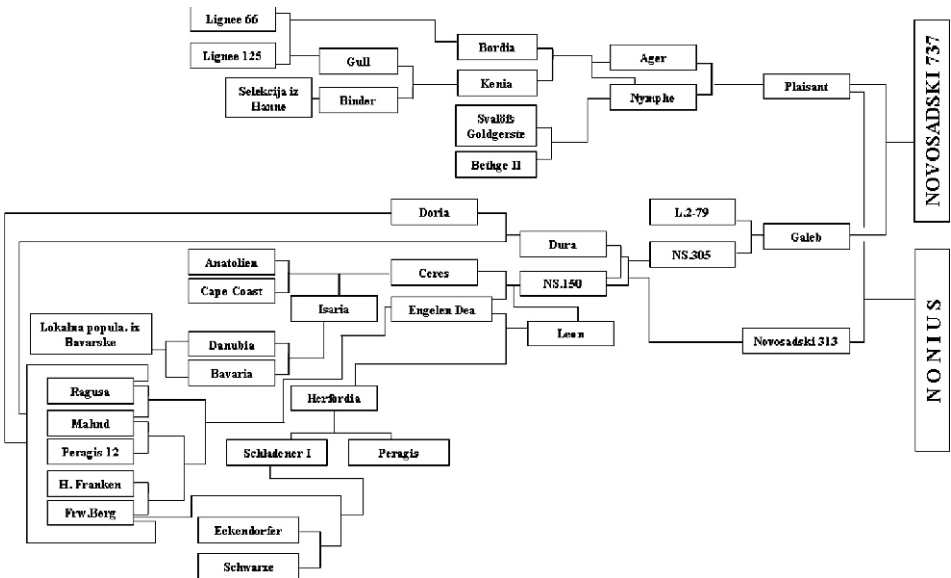 Lignee 66
Lignee 125
Gull
Selekcija iz
Hanne
Binder
Bordia
Kenia
Svalöfs
Goldgerste
Bethge II
Ager
Nymphe
Plaisant
NOVOSADSKI 737
Doria
Dura
L.2-79
NS.305
Galeb
Anatolien
Cape Coast
Ceres
Isaria
Engelen Dea
NS.150
Leon
Novosadski 313
NONIUS
Lokalna popula. iz
Bavarske
Danubia
Bavaria
Ragusa
Mahnd
Peragis 12
H. Franken
Frw.Berg
Herfordia
Schladener I
Peragis
Eckendorfer
Schwarze